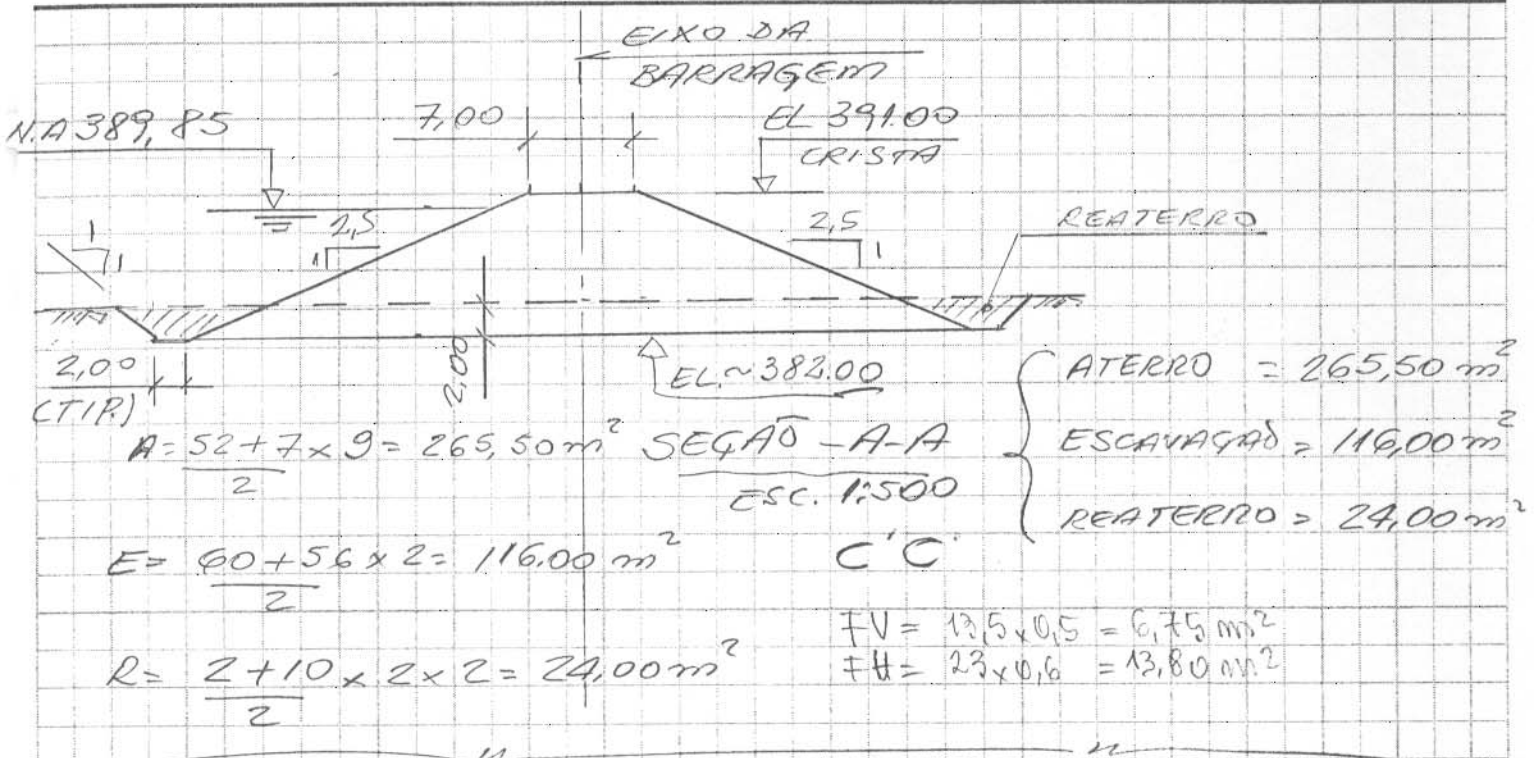 EIXO DA
BARRAGEM
N.A 389,85
7,00
EL 391.00
CRISTA
1
1
2,5
1
2,5
1
REATERRO
2,00
(TIP.)
2,00
EL.~382.00
A = 52+7 x 9 = 265,50 m²
2
SEÇÃO - A-A
ESC. 1:500
ATERRO = 265,50 m²
ESCAVAÇÃO = 116,00 m²
REATERRO = 24,00 m²
E = 60+56 x 2 = 116.00 m²
2
C'C'
R = 2+10 x 2 x 2 = 24,00 m²
2
FV = 13,5 x 0,5 = 6,75 m²
FH = 23 x 0,6 = 13,80 m²